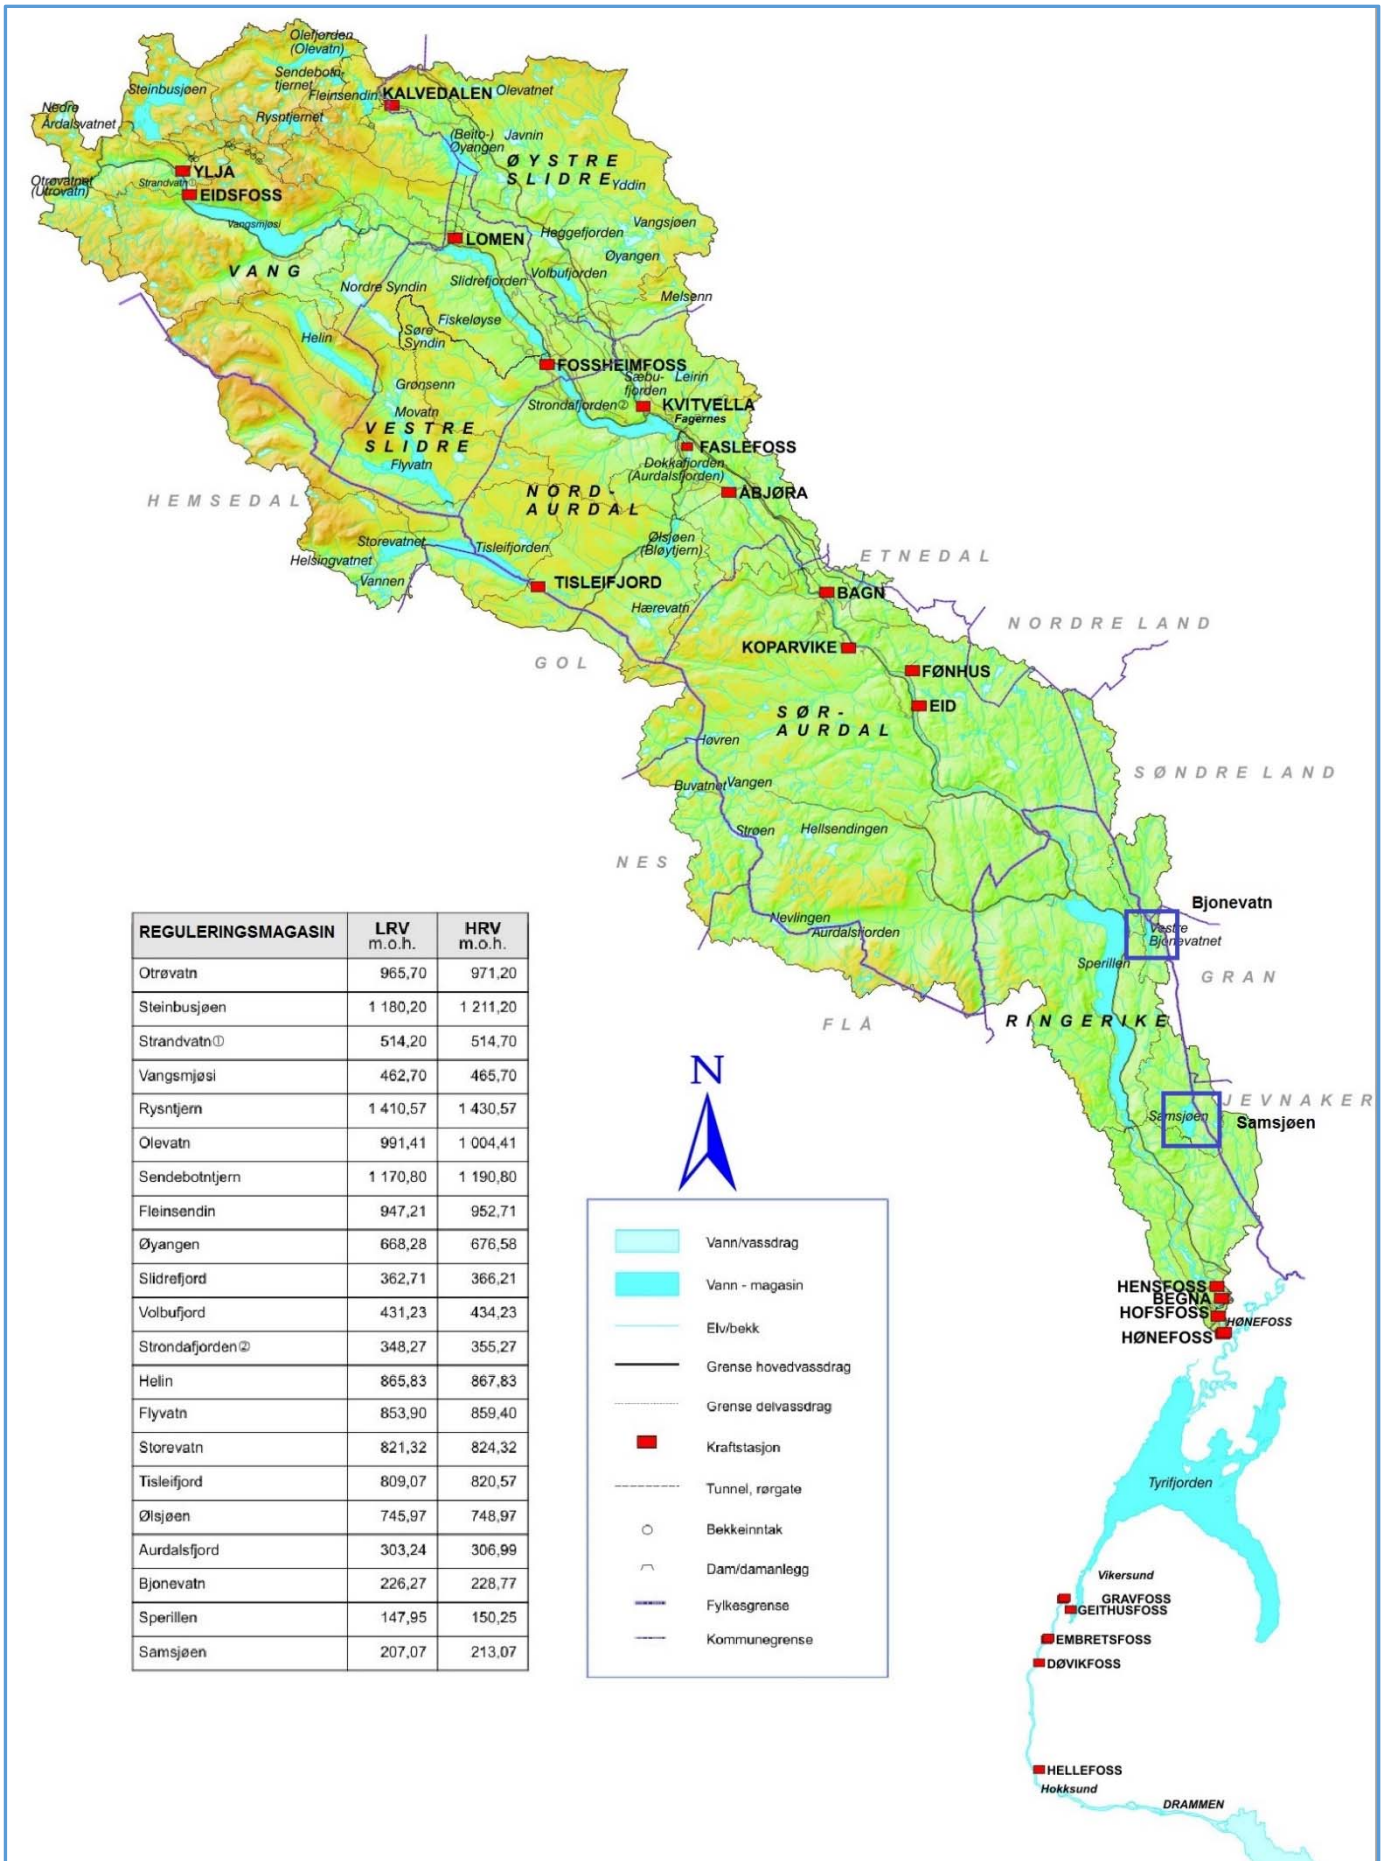 Olefjorden
(Olevatn)
Steinbusjøen
Sendebotn-
tjernet
Fleinsendin
KALVEDALEN
Olevatnet
Nedre
Årdalsvatnet
Rysntjernet
(Beito-)
Øyangen
Javnin
ØYSTRE
SLIDRE
Yddin
Otrøvatnet
(Utrovatn)
Strandvatn①
YLJA
EIDSFOSS
Vangsmjøsi
LOMEN
Heggefjorden
Vangsjøen
Øyangen
VANG
Nordre Syndin
Slidrefjorden
Volbufjorden
Melsenn
Helin
Søre
Syndin
Fiskeløyse
FOSSHEIMFOSS
Grønsenn
Sæbu-
fjorden
Leirin
Strondafjorden②
KVITVELLA
Fagernes
Movatn
VESTRE
SLIDRE
FASLEFOSS
Flyvatn
Dokkafjorden
(Aurdalsfjorden)
HEMSEDAL
NORD-
AURDAL
ÅBJØRA
Storevatnet
Tisleifjorden
Ølsjøen
(Bløytjern)
Helsingvatnet
Vannen
TISLEIFJORD
ETNEDAL
Hærevatn
BAGN
NORDRE LAND
GOL
KOPARVIKE
FØNHUS
EID
SØR-
AURDAL
Høvren
Buvatnet
Vangen
SØNDRE LAND
Strøen
Hellsendingen
NES
Nevlingen
Aurdalsfjorden
Bjonevatn
Vestre
Bjonevatnet
Sperillen
GRAN
FLÅ
RINGERIKE
JEVNAKER
Samsjøen
Samsjøen
REGULERINGSMAGASIN LRV m.o.h. HRV m.o.h.
Otrøvatn 965,70 971,20
Steinbusjøen 1 180,20 1 211,20
Strandvatn① 514,20 514,70
Vangsmjøsi 462,70 465,70
Rysntjern 1 410,57 1 430,57
Olevatn 991,41 1 004,41
Sendebotntjern 1 170,80 1 190,80
Fleinsendin 947,21 952,71
Øyangen 668,28 676,58
Slidrefjord 362,71 366,21
Volbufjord 431,23 434,23
Strondafjorden② 348,27 355,27
Helin 865,83 867,83
Flyvatn 853,90 859,40
Storevatn 821,32 824,32
Tisleifjord 809,07 820,57
Ølsjøen 745,97 748,97
Aurdalsfjord 303,24 306,99
Bjonevatn 226,27 228,77
Sperillen 147,95 150,25
Samsjøen 207,07 213,07
N
Vann/vassdrag
Vann - magasin
Elv/bekk
Grense hovedvassdrag
Grense delvassdrag
Kraftstasjon
Tunnel, rørgate
Bekkeinntak
Dam/damanlegg
Fylkesgrense
Kommunegrense
HENSFOSS
BEGNA
HOFSFOSS
HØNEFOSS
HØNEFOSS
Tyrifjorden
Vikersund
GRAVFOSS
GEITHUSFOSS
EMBRETSFOSS
DØVIKFOSS
HELLEFOSS
Hokksund
DRAMMEN